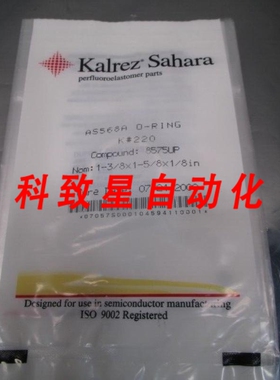 Kalrez® Sahara
perfluoroelastomer parts
AS568A O-RING
K#220
Compound: 8575UP
Nom: 1-3/8x1-5/8x1/8in
科致星自动化
Designed for use in semiconductor manufacturing
ISO 9002 Registered